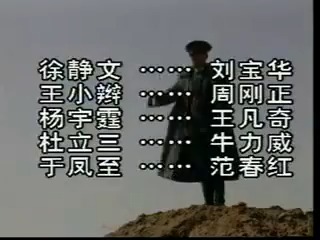 徐静文 …… 刘宝华
王小辫 …… 周刚正
杨宇霆 …… 王凡奇
杜立三 …… 牛力威
于凤至 …… 范春红